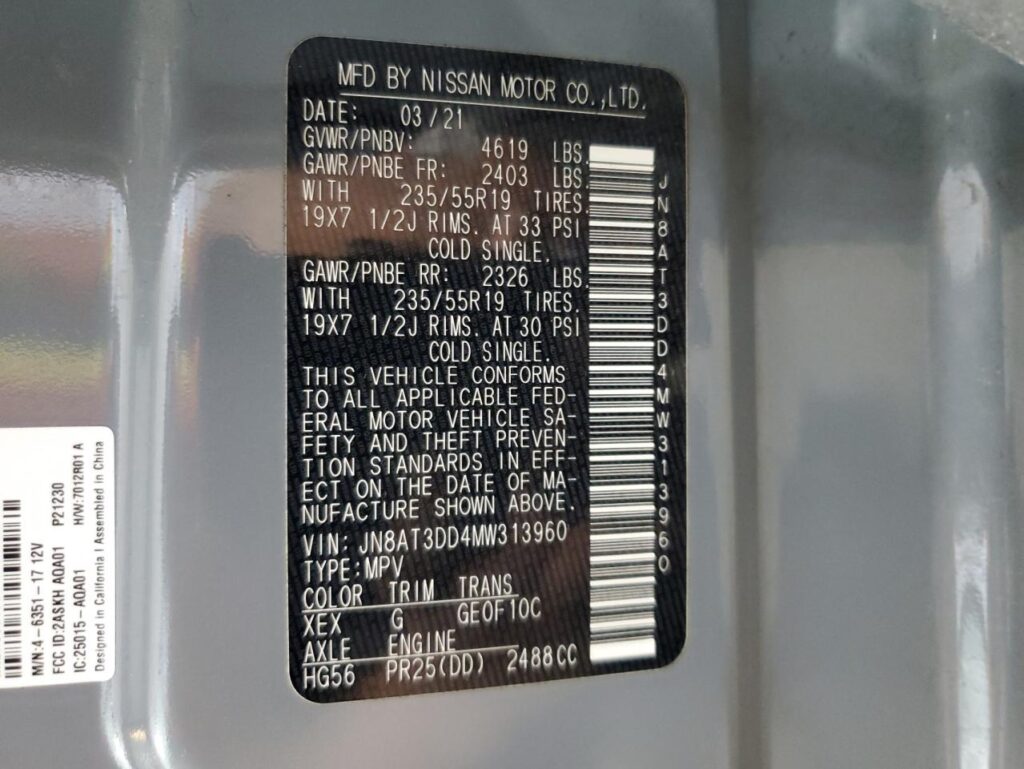 MFD BY NISSAN MOTOR CO.,LTD.
DATE: 03/21
GVWR/PNBV: 4619 LBS.
GAWR/PNBE FR: 2403 LBS.
WITH 235/55R19 TIRES.
19X7 1/2J RIMS. AT 33 PSI
COLD SINGLE.
GAWR/PNBE RR: 2326 LBS.
WITH 235/55R19 TIRES.
19X7 1/2J RIMS. AT 30 PSI
COLD SINGLE.
THIS VEHICLE CONFORMS
TO ALL APPLICABLE FED-
ERAL MOTOR VEHICLE SA-
FETY AND THEFT PREVEN-
TION STANDARDS IN EFF-
ECT ON THE DATE OF MA-
NUFACTURE SHOWN ABOVE.
VIN: JN8AT3DD4MW313960
TYPE:MPV
COLOR TRIM TRANS
XEX G GE0F10C
AXLE ENGINE
HG56 PR25(DD) 2488CC
JN8AT3DD4MW313960
M/N:4-6351-17 12V P21230
FCC ID:2ASKH AQA01 H/W:7012R01 A
IC:25015-AQA01
Designed in California I Assembled in China